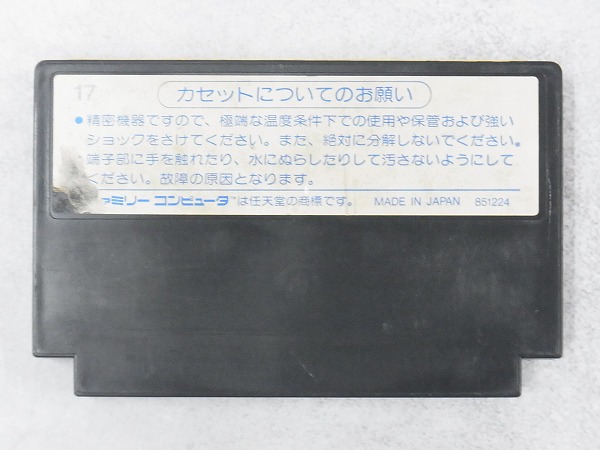 17
カセットについてのお願い
●精密機器ですので、極端な温度条件下での使用や保管および強い
ショックをさけてください。また、絶対に分解しないでください。
●端子部に手を触れたり、水にぬらしたりして汚さないようにして
ください。故障の原因となります。
ァミリー コンピュータ™は任天堂の商標です。 MADE IN JAPAN 851224